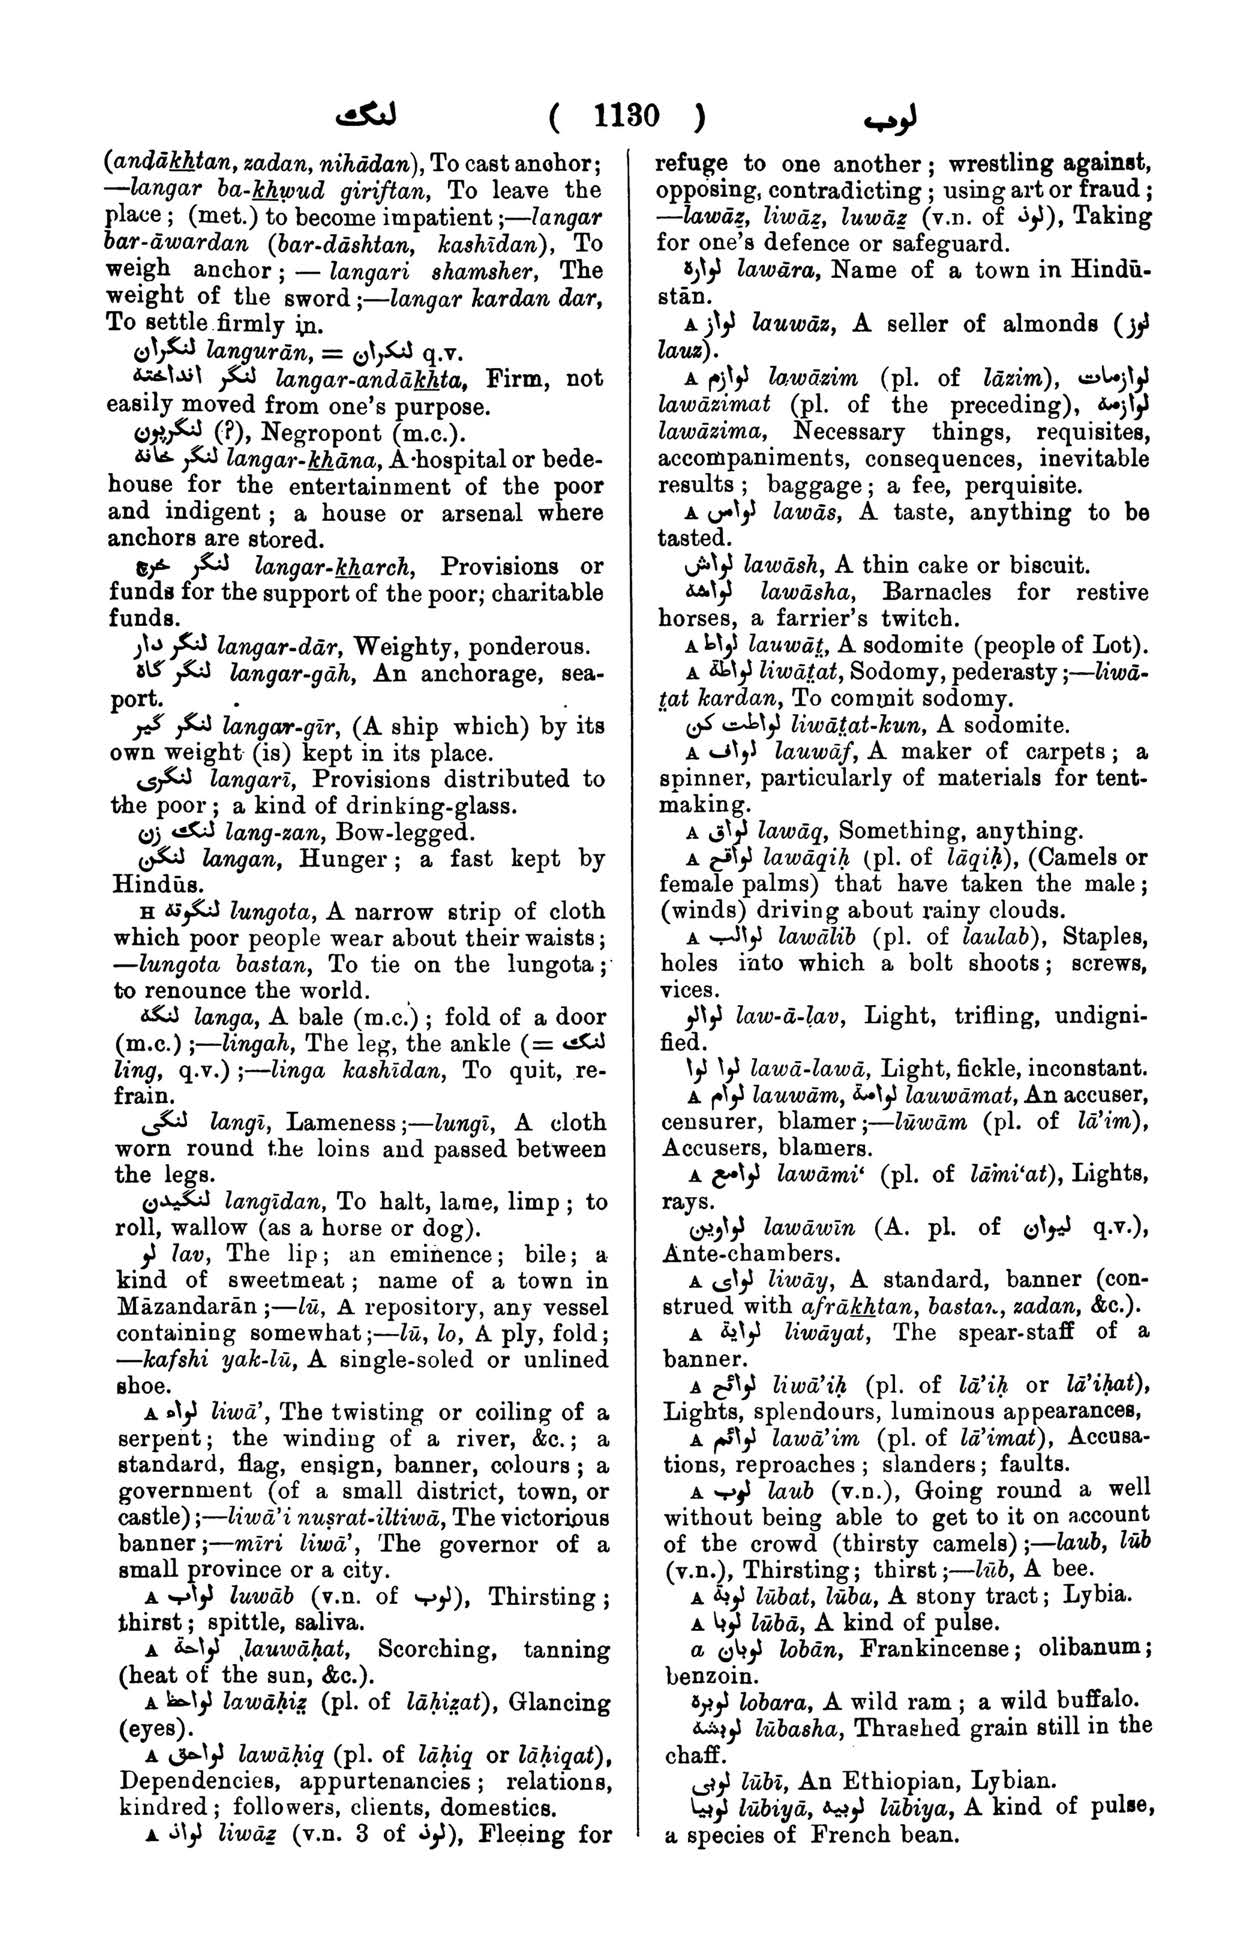 لنگ ( 1130 ) لوب
(andākhtan, zadan, nihādan), To cast anchor;
—langar ba-khwud giriftan, To leave the
place; (met.) to become impatient;—langar
bar-āwardan (bar-dāshtan, kashīdan), To
weigh anchor; — langari shamsher, The
weight of the sword;—langar kardan dar,
To settle firmly in.
لنگران langurān, = لنکران q.v.
لنگر انداخته langar-andākhta, Firm, not
easily moved from one's purpose.
لنگرپون (?), Negropont (m.c.).
لنگر خانه langar-khāna, A hospital or bede-
house for the entertainment of the poor
and indigent; a house or arsenal where
anchors are stored.
لنگر خرچ langar-kharch, Provisions or
funds for the support of the poor; charitable
funds.
لنگر دار langar-dār, Weighty, ponderous.
لنگر گاه langar-gāh, An anchorage, sea-
port.
لنگر گیر langar-gīr, (A ship which) by its
own weight (is) kept in its place.
لنگری langarī, Provisions distributed to
the poor; a kind of drinking-glass.
لنگ زن lang-zan, Bow-legged.
لنگن langan, Hunger; a fast kept by
Hindūs.
H لنگوته lungota, A narrow strip of cloth
which poor people wear about their waists;
—lungota bastan, To tie on the lungota;
to renounce the world.
لنگه langa, A bale (m.c.); fold of a door
(m.c.);—lingah, The leg, the ankle (= لنگ
ling, q.v.);—linga kashīdan, To quit, re-
frain.
لنگی langī, Lameness;—lungī, A cloth
worn round the loins and passed between
the legs.
لنگیدن langīdan, To halt, lame, limp; to
roll, wallow (as a horse or dog).
لو lav, The lip; an eminence; bile; a
kind of sweetmeat; name of a town in
Māzandarān;—lū, A repository, any vessel
containing somewhat;—lū, lo, A ply, fold;
—kafshi yak-lū, A single-soled or unlined
shoe.
A لواء liwā', The twisting or coiling of a
serpent; the winding of a river, &c.; a
standard, flag, ensign, banner, colours; a
government (of a small district, town, or
castle);—liwā'i nuṣrat-iltiwā, The victorious
banner;—mīri liwā', The governor of a
small province or a city.
A لواب luwāb (v.n. of لوب), Thirsting;
thirst; spittle, saliva.
A لواحة lauwāḥat, Scorching, tanning
(heat of the sun, &c.).
A لواحظ lawāḥiz̤ (pl. of lāḥiz̤at), Glancing
(eyes).
A لواحق lawāḥiq (pl. of lāḥiq or lāḥiqat),
Dependencies, appurtenancies; relations,
kindred; followers, clients, domestics.
A لواذ liwāẕ (v.n. 3 of لوذ), Fleeing for
refuge to one another; wrestling against,
opposing, contradicting; using art or fraud;
—lawāẕ, liwāẕ, luwāẕ (v.n. of لوذ), Taking
for one's defence or safeguard.
لواره lawāra, Name of a town in Hindū-
stān.
A لواز lauwāz, A seller of almonds (لوز
lauz).
A لوازم lawāzim (pl. of lāzim), لوازمات
lawāzimat (pl. of the preceding), لوازمه
lawāzima, Necessary things, requisites,
accompaniments, consequences, inevitable
results; baggage; a fee, perquisite.
A لواس lawās, A taste, anything to be
tasted.
لواش lawāsh, A thin cake or biscuit.
لواشه lawāsha, Barnacles for restive
horses, a farrier's twitch.
A لواط lauwāt̤, A sodomite (people of Lot).
A لواطة liwāt̤at, Sodomy, pederasty;—liwā-
t̤at kardan, To commit sodomy.
لواطت کن liwāt̤at-kun, A sodomite.
A لواف lauwāf, A maker of carpets; a
spinner, particularly of materials for tent-
making.
A لواق lawāq, Something, anything.
A لواقح lawāqiḥ (pl. of lāqiḥ), (Camels or
female palms) that have taken the male;
(winds) driving about rainy clouds.
A لوالب lawālib (pl. of laulab), Staples,
holes into which a bolt shoots; screws,
vices.
لوالو law-ā-lav, Light, trifling, undigni-
fied.
لوا لوا lawā-lawā, Light, fickle, inconstant.
A لوام lauwām, لوامة lauwāmat, An accuser,
censurer, blamer;—lūwām (pl. of lā'im),
Accusers, blamers.
A لوامع lawāmi‘ (pl. of lāmi‘at), Lights,
rays.
لواوین lawāwīn (A. pl. of لیوان q.v.),
Ante-chambers.
A لوای liwāy, A standard, banner (con-
strued with afrākhtan, bastan, zadan, &c.).
A لوایة liwāyat, The spear-staff of a
banner.
A لوائح liwā'iḥ (pl. of lā'iḥ or lā'iḥat),
Lights, splendours, luminous appearances,
A لوائم lawā'im (pl. of lā'imat), Accusa-
tions, reproaches; slanders; faults.
A لوب laub (v.n.), Going round a well
without being able to get to it on account
of the crowd (thirsty camels);—laub, lūb
(v.n.), Thirsting; thirst;—lūb, A bee.
A لوبة lūbat, lūba, A stony tract; Lybia.
A لوبا lūbā, A kind of pulse.
a لوبان lobān, Frankincense; olibanum;
benzoin.
لوبره lobara, A wild ram; a wild buffalo.
لوبشه lūbasha, Thrashed grain still in the
chaff.
لوبی lūbī, An Ethiopian, Lybian.
لوبیا lūbiyā, لوبیه lūbiya, A kind of pulse,
a species of French bean.